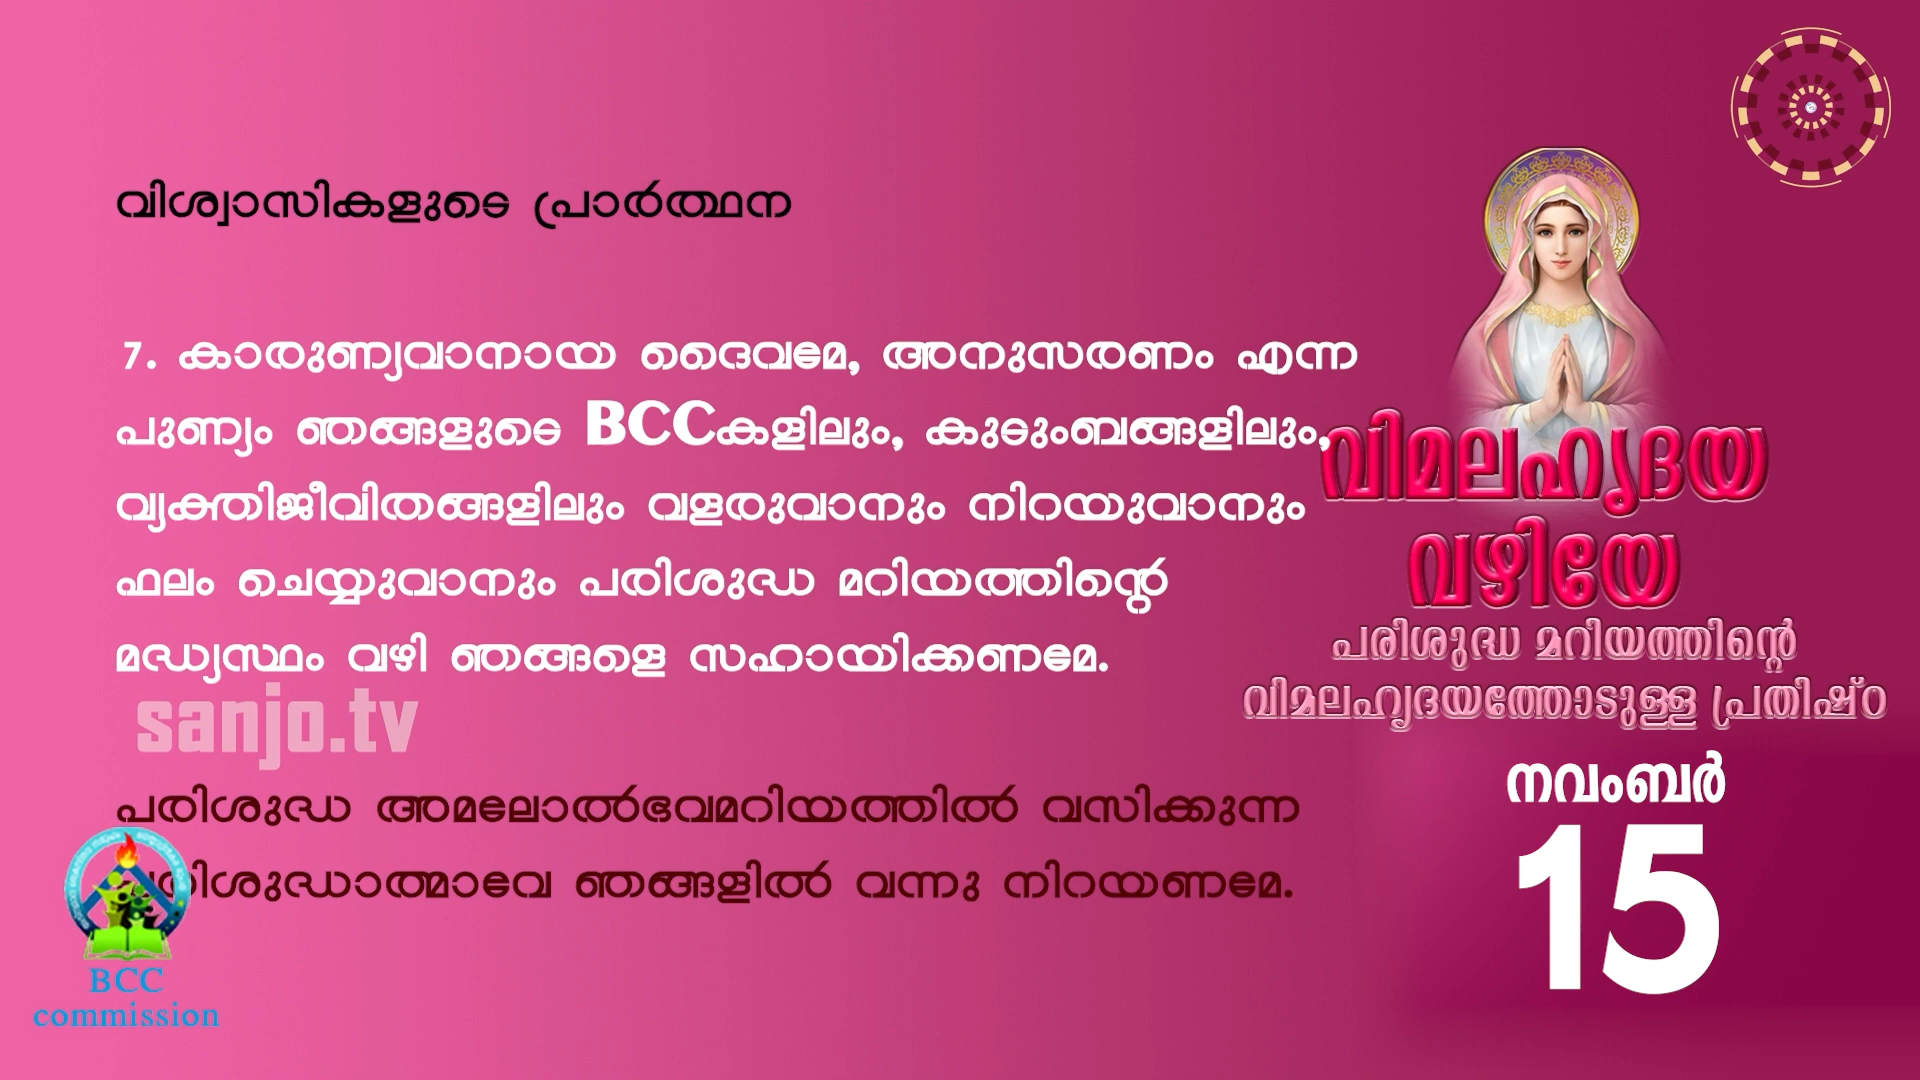 വിശ്വാസികളുടെ പ്രാർത്ഥന
7. കാരുണ്യവാനായ ദൈവമേ, അനുസരണം എന്ന
പുണ്യം ഞങ്ങളുടെ BCCകളിലും, കുടുംബങ്ങളിലും,
വ്യക്തിജീവിതങ്ങളിലും വളരുവാനും നിറയുവാനും
ഫലം ചെയ്യുവാനും പരിശുദ്ധ മറിയത്തിന്റെ
മദ്ധ്യസ്ഥം വഴി ഞങ്ങളെ സഹായിക്കണമേ.
sanjo.tv
പരിശുദ്ധ അമലോൽഭവമറിയത്തിൽ വസിക്കുന്ന
പരിശുദ്ധാത്മാവേ ഞങ്ങളിൽ വന്നു നിറയണമേ.
BCC
commission
വിമലഹൃദയ
വഴിയേ
പരിശുദ്ധ മറിയത്തിന്റെ
വിമലഹൃദയത്തോടുള്ള പ്രതിഷ്ഠ
നവംബർ
15